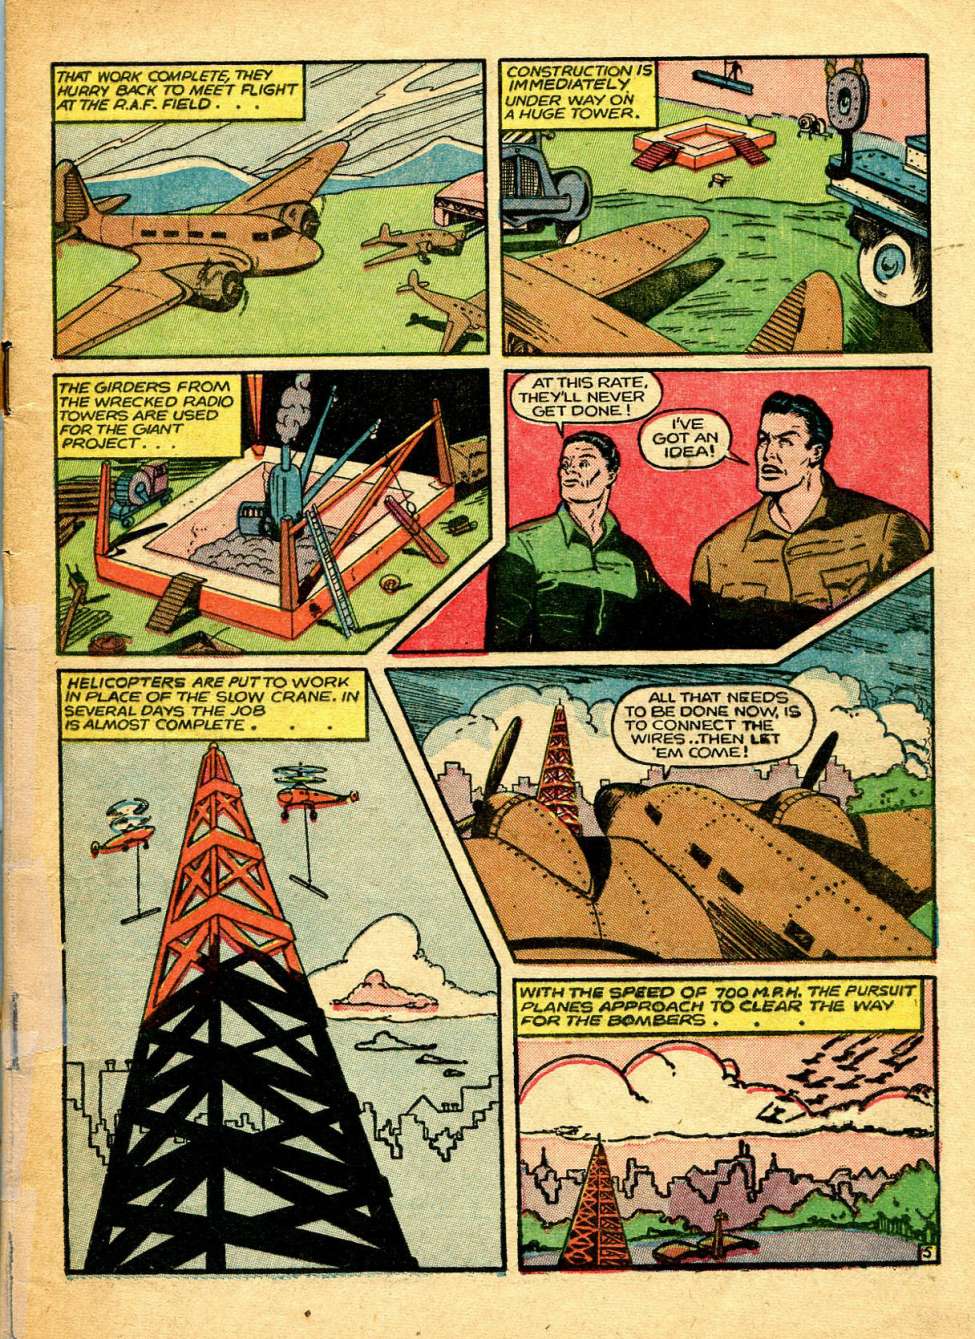 THAT WORK COMPLETE, THEY
HURRY BACK TO MEET FLIGHT
AT THE R.A.F. FIELD . . .
CONSTRUCTION IS
IMMEDIATELY
UNDER WAY ON
A HUGE TOWER.
THE GIRDERS FROM
THE WRECKED RADIO
TOWERS ARE USED
FOR THE GIANT
PROJECT . . .
AT THIS RATE,
THEY'LL NEVER
GET DONE!
I'VE
GOT AN
IDEA!
HELICOPTERS ARE PUT TO WORK
IN PLACE OF THE SLOW CRANE. IN
SEVERAL DAYS THE JOB
IS ALMOST COMPLETE . . .
ALL THAT NEEDS
TO BE DONE NOW, IS
TO CONNECT THE
WIRES..THEN LET
'EM COME!
WITH THE SPEED OF 700 M.P.H. THE PURSUIT
PLANES APPROACH TO CLEAR THE WAY
FOR THE BOMBERS . . .
5